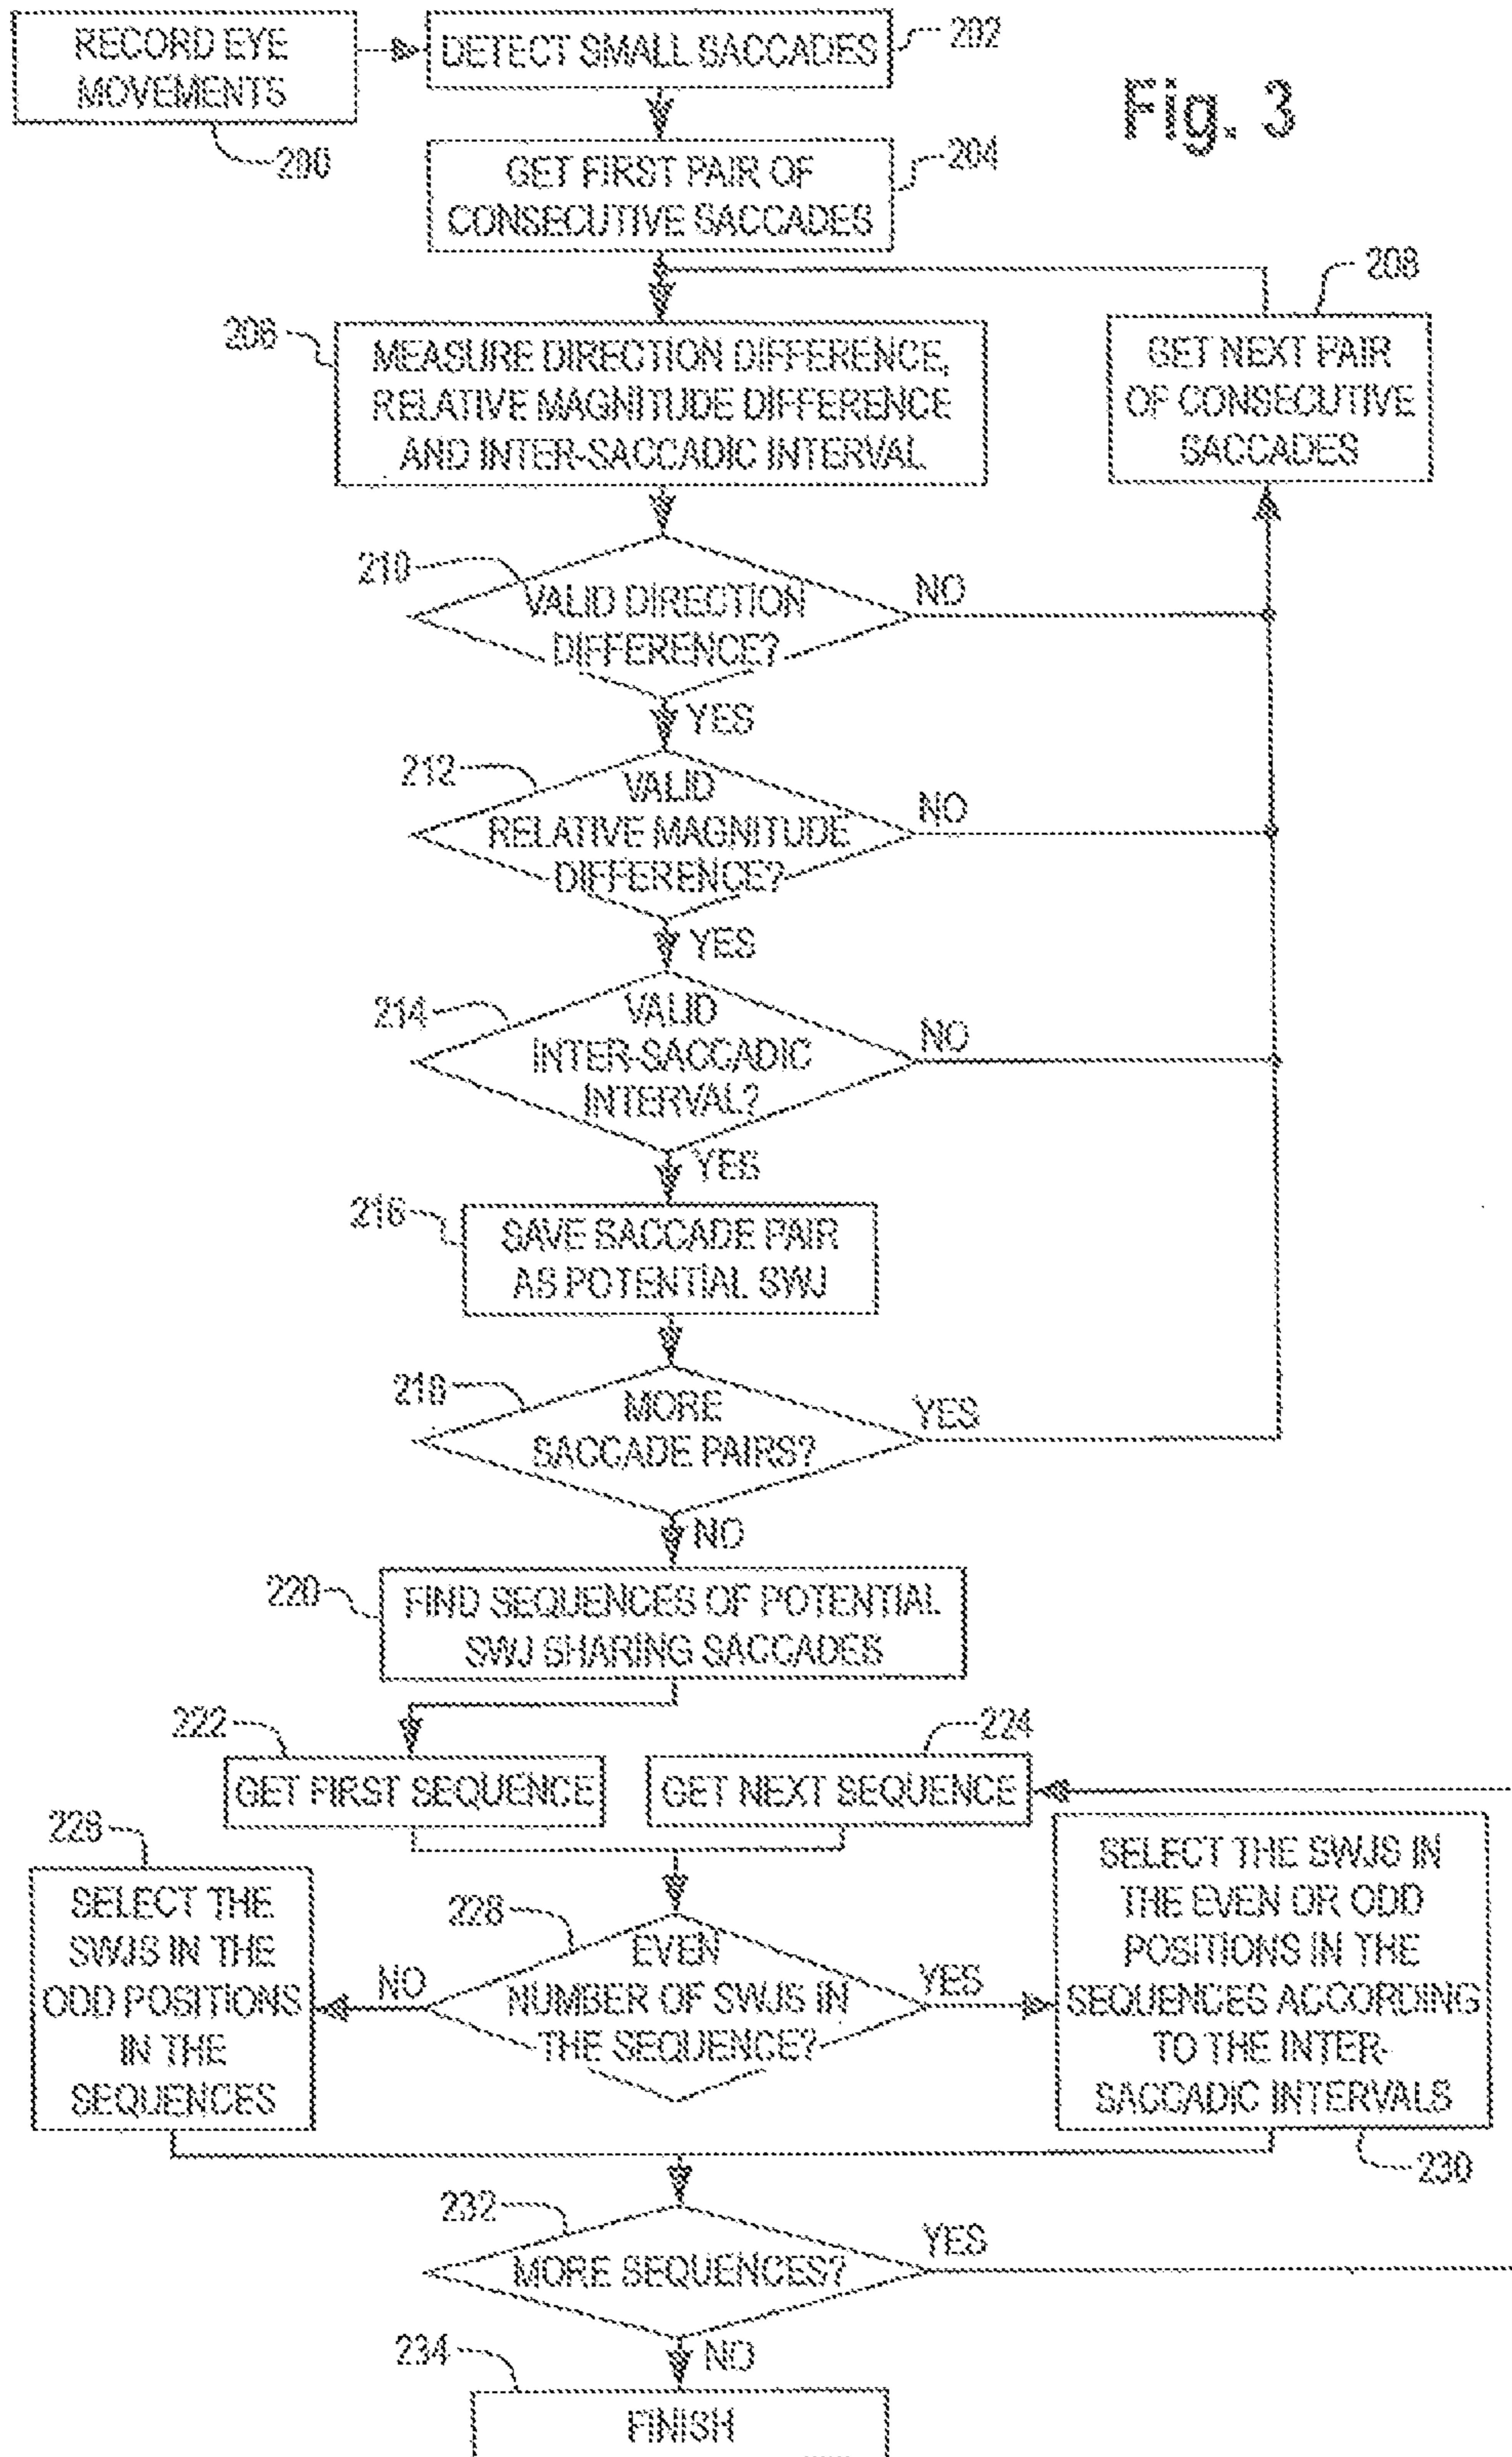 RECORD EYE
MOVEMENTS
200
DETECT SMALL SACCADES
202
Fig. 3
GET FIRST PAIR OF
CONSECUTIVE SACCADES
204
206
MEASURE DIRECTION DIFFERENCE,
RELATIVE MAGNITUDE DIFFERENCE
AND INTER-SACCADIC INTERVAL
208
GET NEXT PAIR
OF CONSECUTIVE
SACCADES
210
VALID DIRECTION
DIFFERENCE?
NO
YES
212
VALID
RELATIVE MAGNITUDE
DIFFERENCE?
NO
YES
214
VALID
INTER-SACCADIC
INTERVAL?
NO
YES
216
SAVE SACCADE PAIR
AS POTENTIAL SWJ
218
MORE
SACCADE PAIRS?
YES
NO
220
FIND SEQUENCES OF POTENTIAL
SWJ SHARING SACCADES
222
GET FIRST SEQUENCE
224
GET NEXT SEQUENCE
SELECT THE
SWJS IN THE
ODD POSITIONS
IN THE
SEQUENCES
EVEN
NUMBER OF SWJS IN
THE SEQUENCE?
NO
YES
SELECT THE SWJS IN
THE EVEN OR ODD
POSITIONS IN THE
SEQUENCES ACCORDING
TO THE INTER-
SACCADIC INTERVALS
230
232
MORE SEQUENCES?
YES
NO
234
FINISH